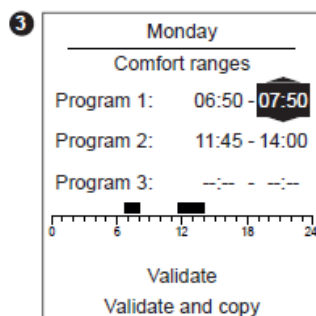 3
Monday
Comfort ranges
Program 1: 06:50 - 07:50
Program 2: 11:45 - 14:00
Program 3: --:-- - --:--
0 6 12 18 24
Validate
Validate and copy